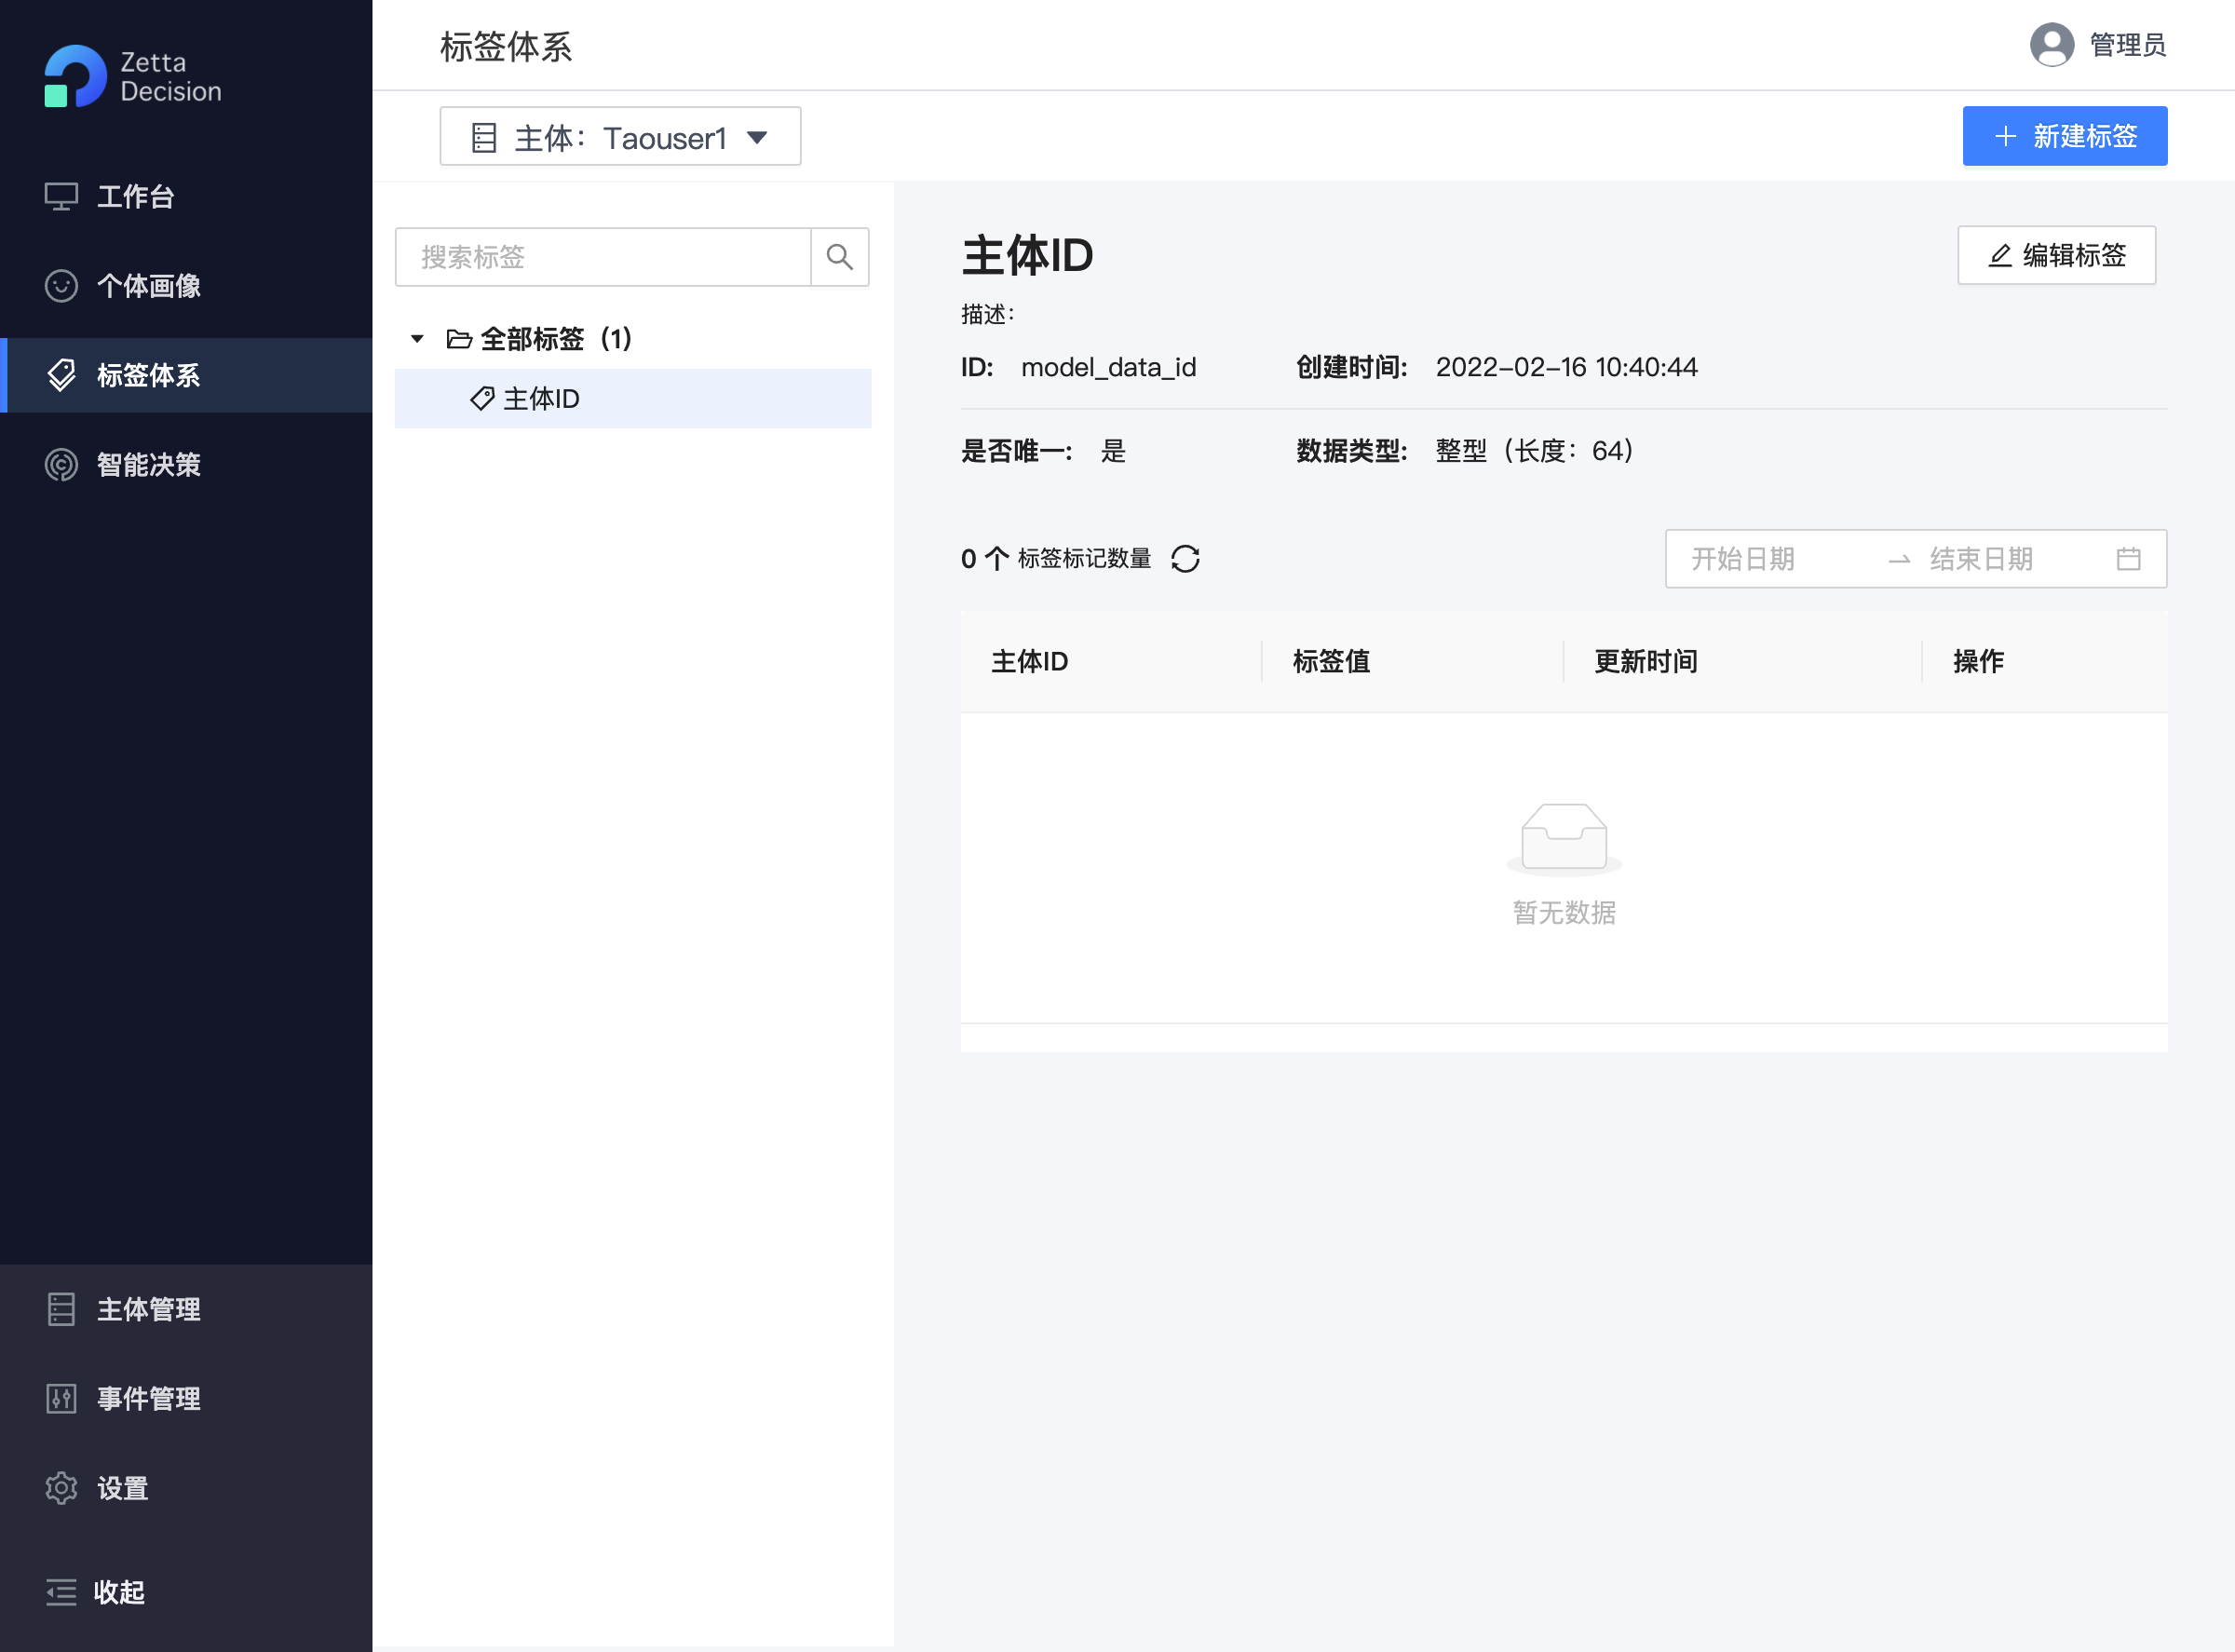 Zetta
Decision
工作台
个体画像
标签体系
智能决策
主体管理
事件管理
设置
收起
标签体系
管理员
主体：Taouser1
新建标签
搜索标签
全部标签（1）
主体ID
主体ID
编辑标签
描述：
ID: model_data_id 创建时间: 2022-02-16 10:40:44
是否唯一: 是 数据类型: 整型（长度：64）
0 个 标签标记数量
开始日期 → 结束日期
主体ID 标签值 更新时间 操作
暂无数据